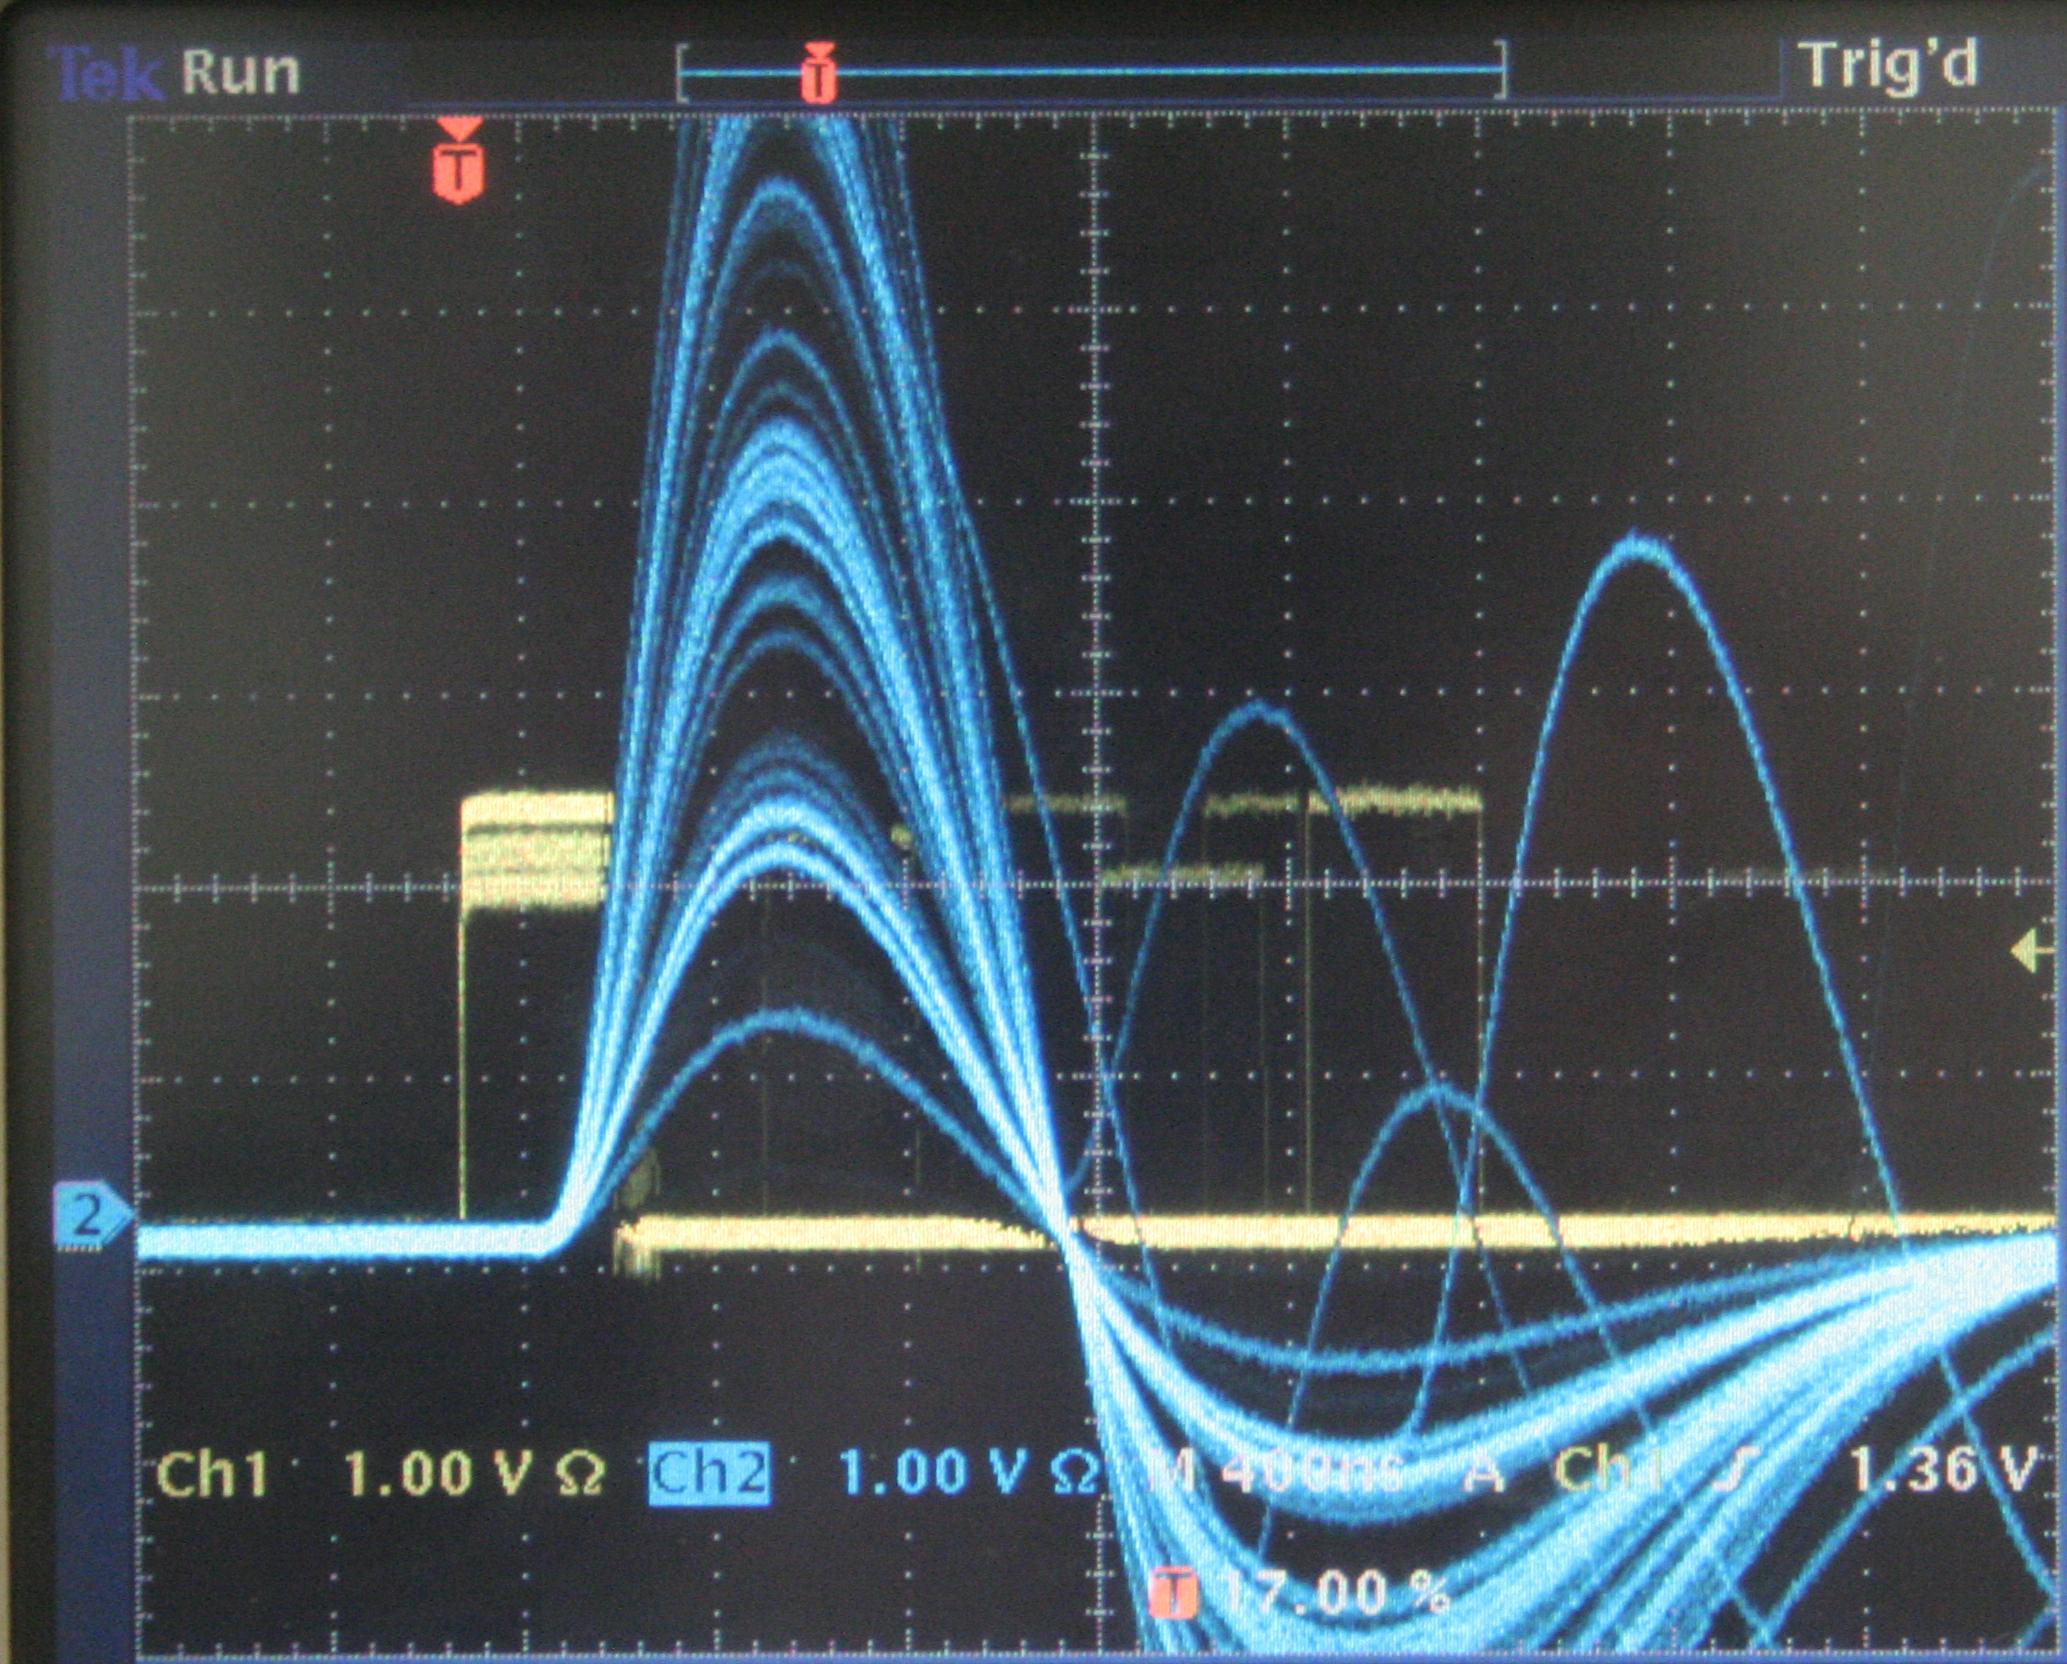 Tek Run Trig'd
T
T
2
Ch1 1.00 V Ω Ch2 1.00 V Ω M 400ns A Ch1 ʃ 1.36 V
T 17.00 %